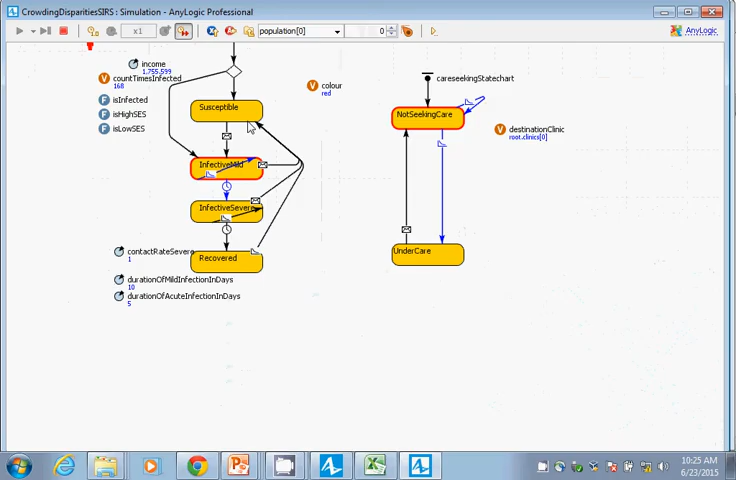 CrowdingDisparitiesSIRS : Simulation - AnyLogic Professional
x1
population[0]
0
AnyLogic
income
1,755.599
countTimesInfected
168
isInfected
isHighSES
isLowSES
colour
red
Susceptible
InfectiveMild
InfectiveSevere
Recovered
contactRateSevere
1
durationOfMildInfectionInDays
10
durationOfAcuteInfectionInDays
5
careseekingStatechart
NotSeekingCare
destinationClinic
root.clinics[0]
UnderCare
10:25 AM
6/23/2015